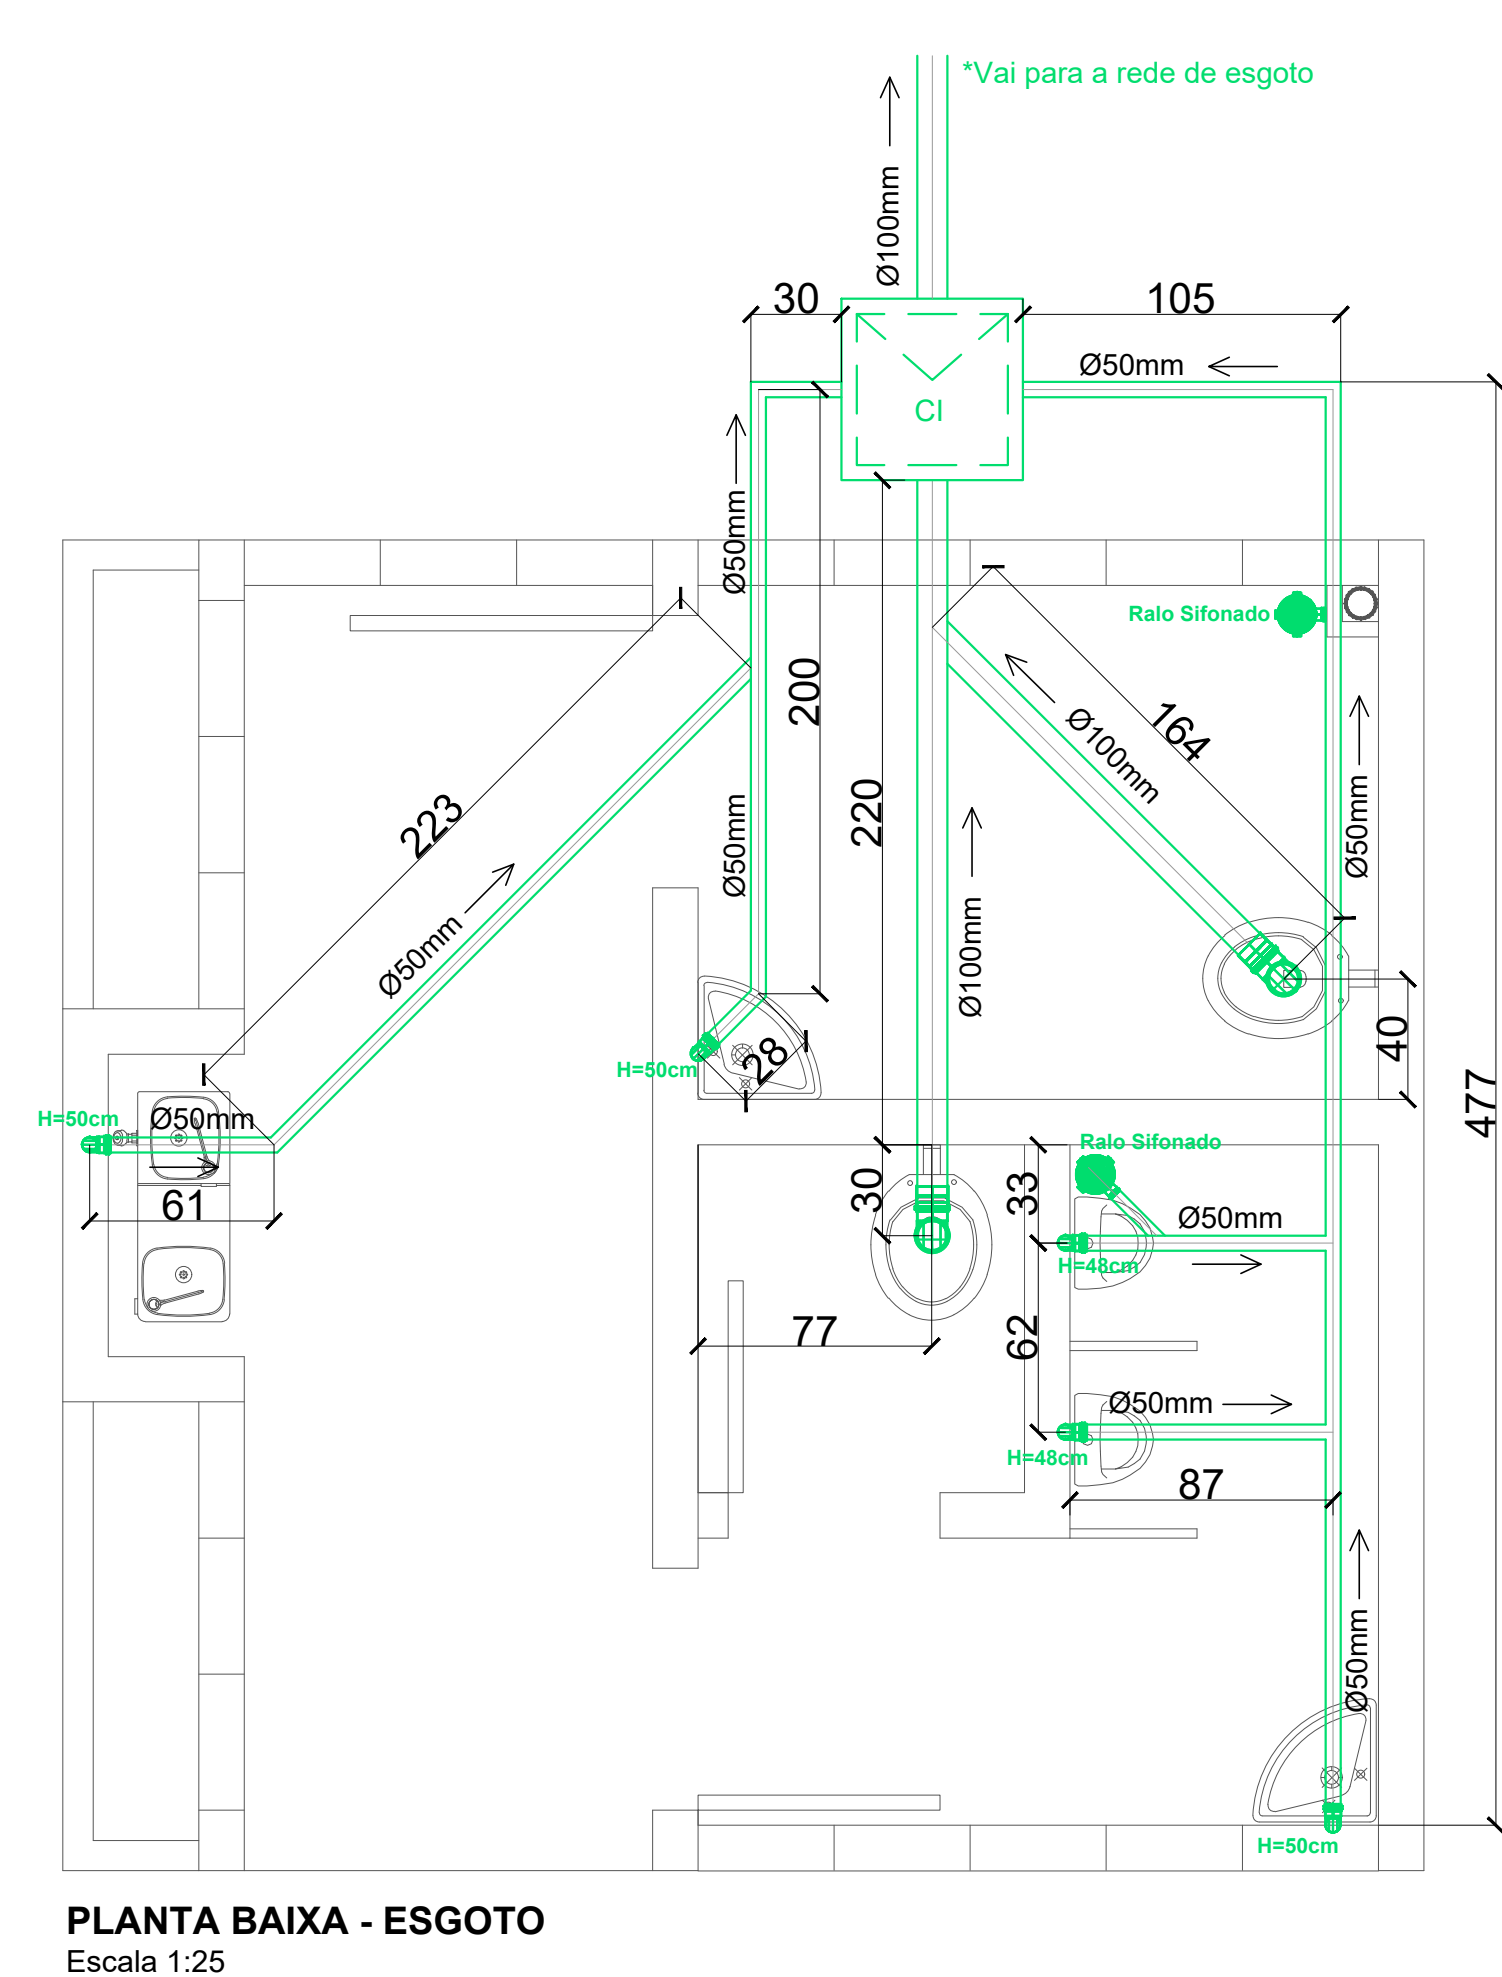 *Vai para a rede de esgoto
Ø100mm
30
105
Ø50mm
CI
Ø50mm
Ralo Sifonado
200
164
Ø100mm
223
220
Ø50mm
Ø50mm
Ø50mm
Ø100mm
40
28
H=50cm
477
H=50cm
Ø50mm
61
Ralo Sifonado
30
33
Ø50mm
H=48cm
77
62
Ø50mm
H=48cm
87
Ø50mm
H=50cm
PLANTA BAIXA - ESGOTO
Escala 1:25